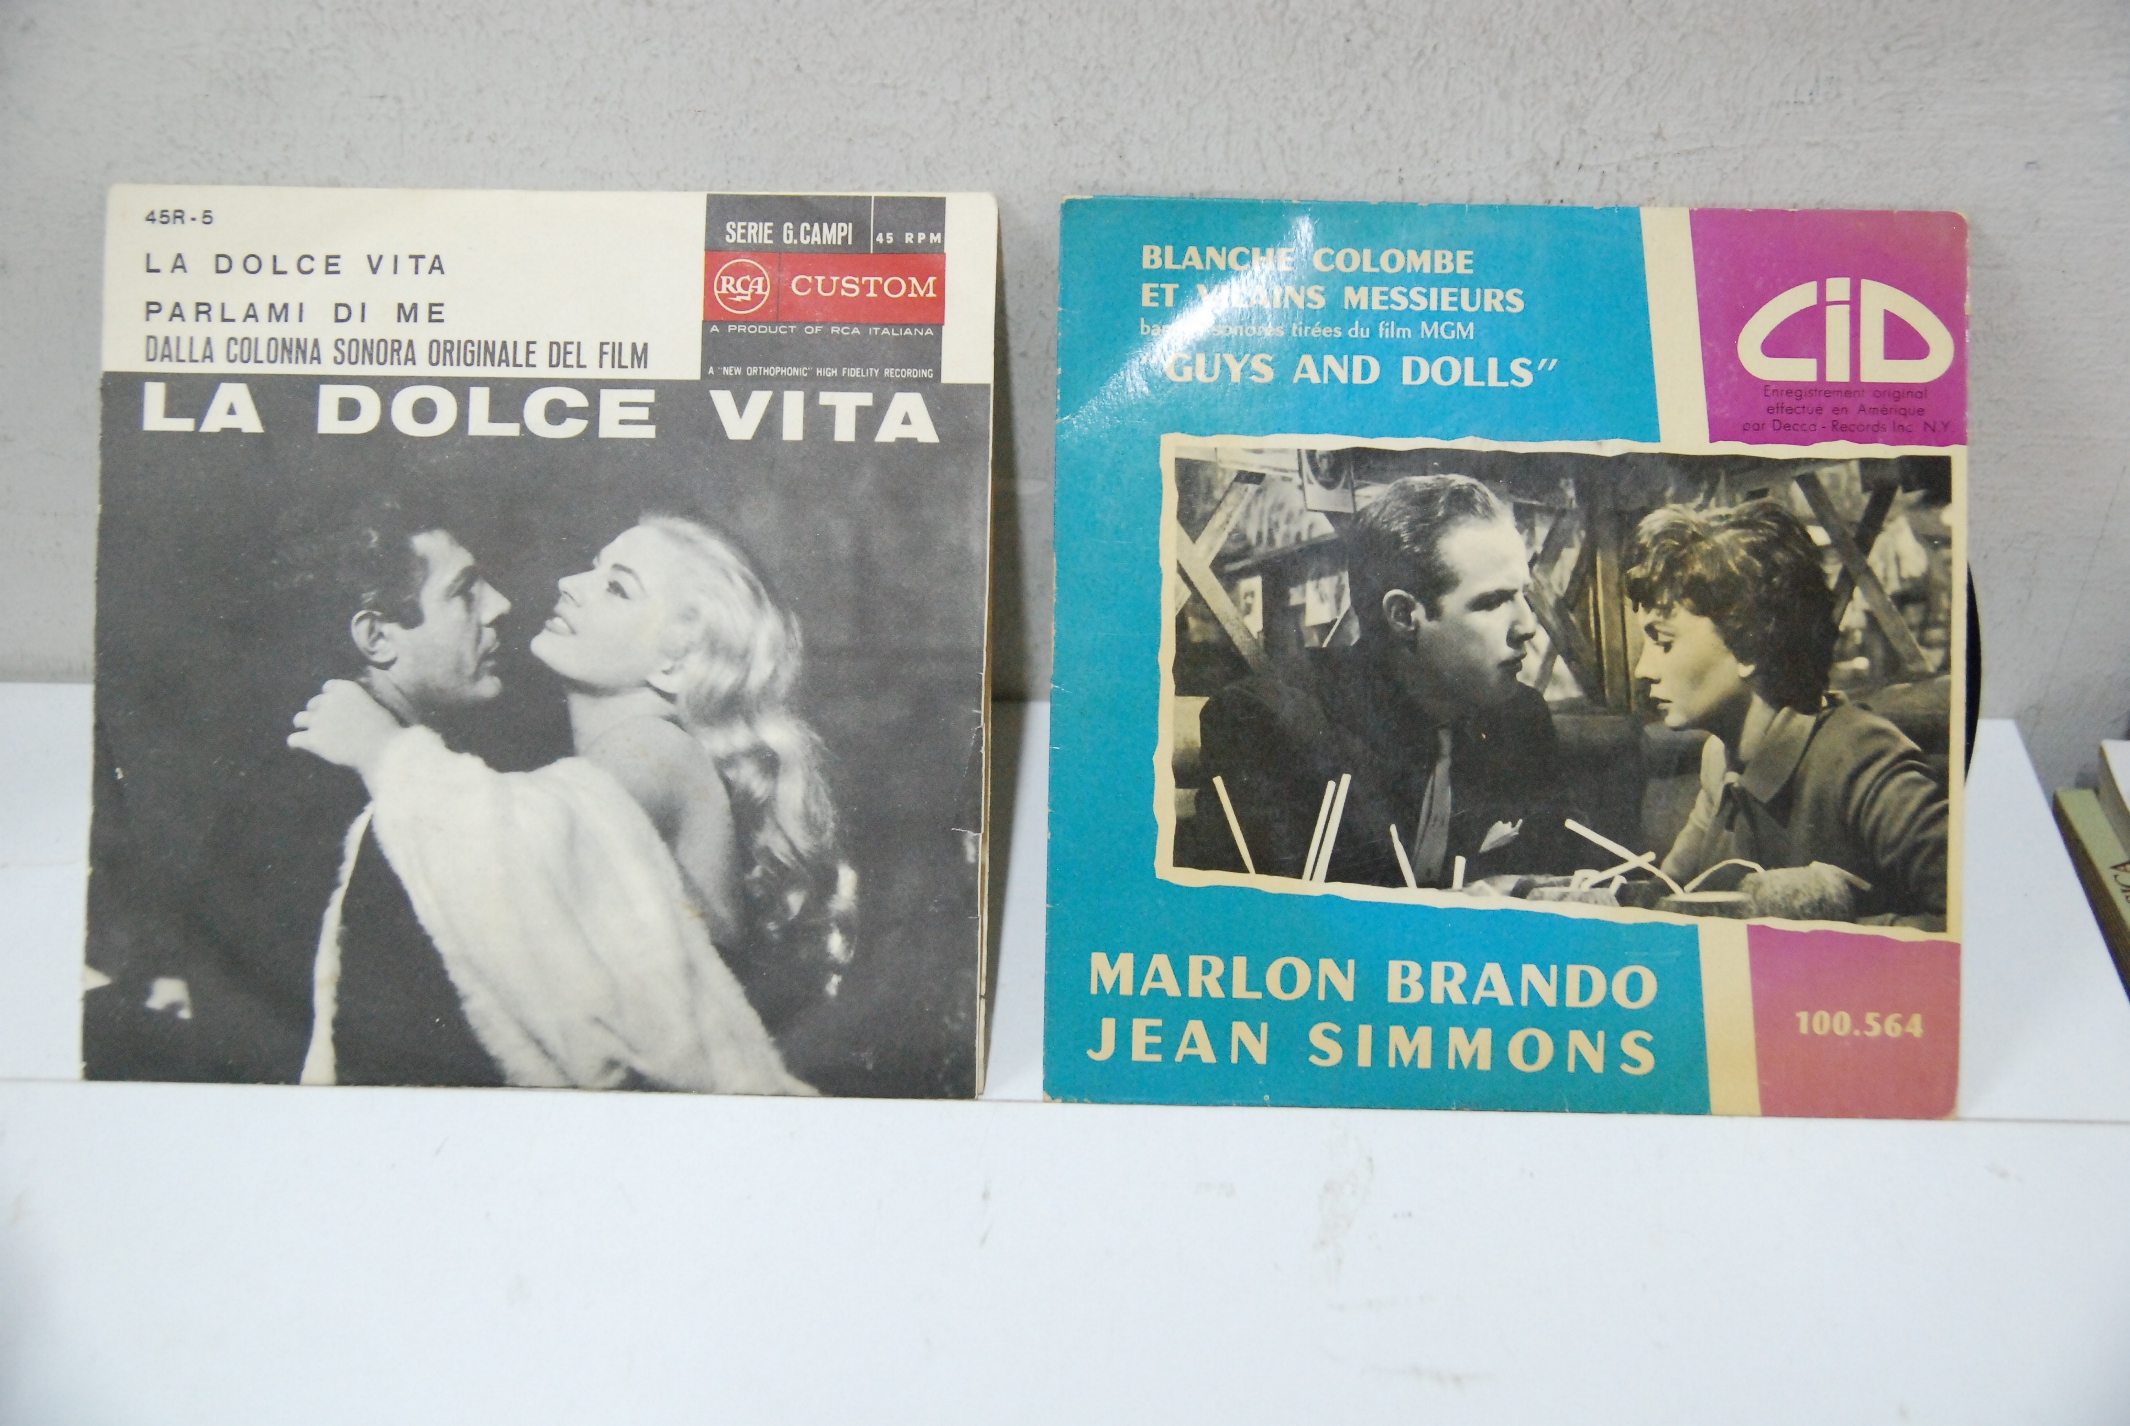 45R-5
LA DOLCE VITA
PARLAMI DI ME
DALLA COLONNA SONORA ORIGINALE DEL FILM
SERIE G.CAMPI
45 RPM
RCA
CUSTOM
A PRODUCT OF RCA ITALIANA
A "NEW ORTHOPHONIC" HIGH FIDELITY RECORDING
LA DOLCE VITA
BLANCHE COLOMBE
ET VILAINS MESSIEURS
sonores tirées du film MGM
"GUYS AND DOLLS"
CiD
Enregistrement original
effectué en Amérique
par Decca - Records Inc. N.Y.
MARLON BRANDO
JEAN SIMMONS
100.564